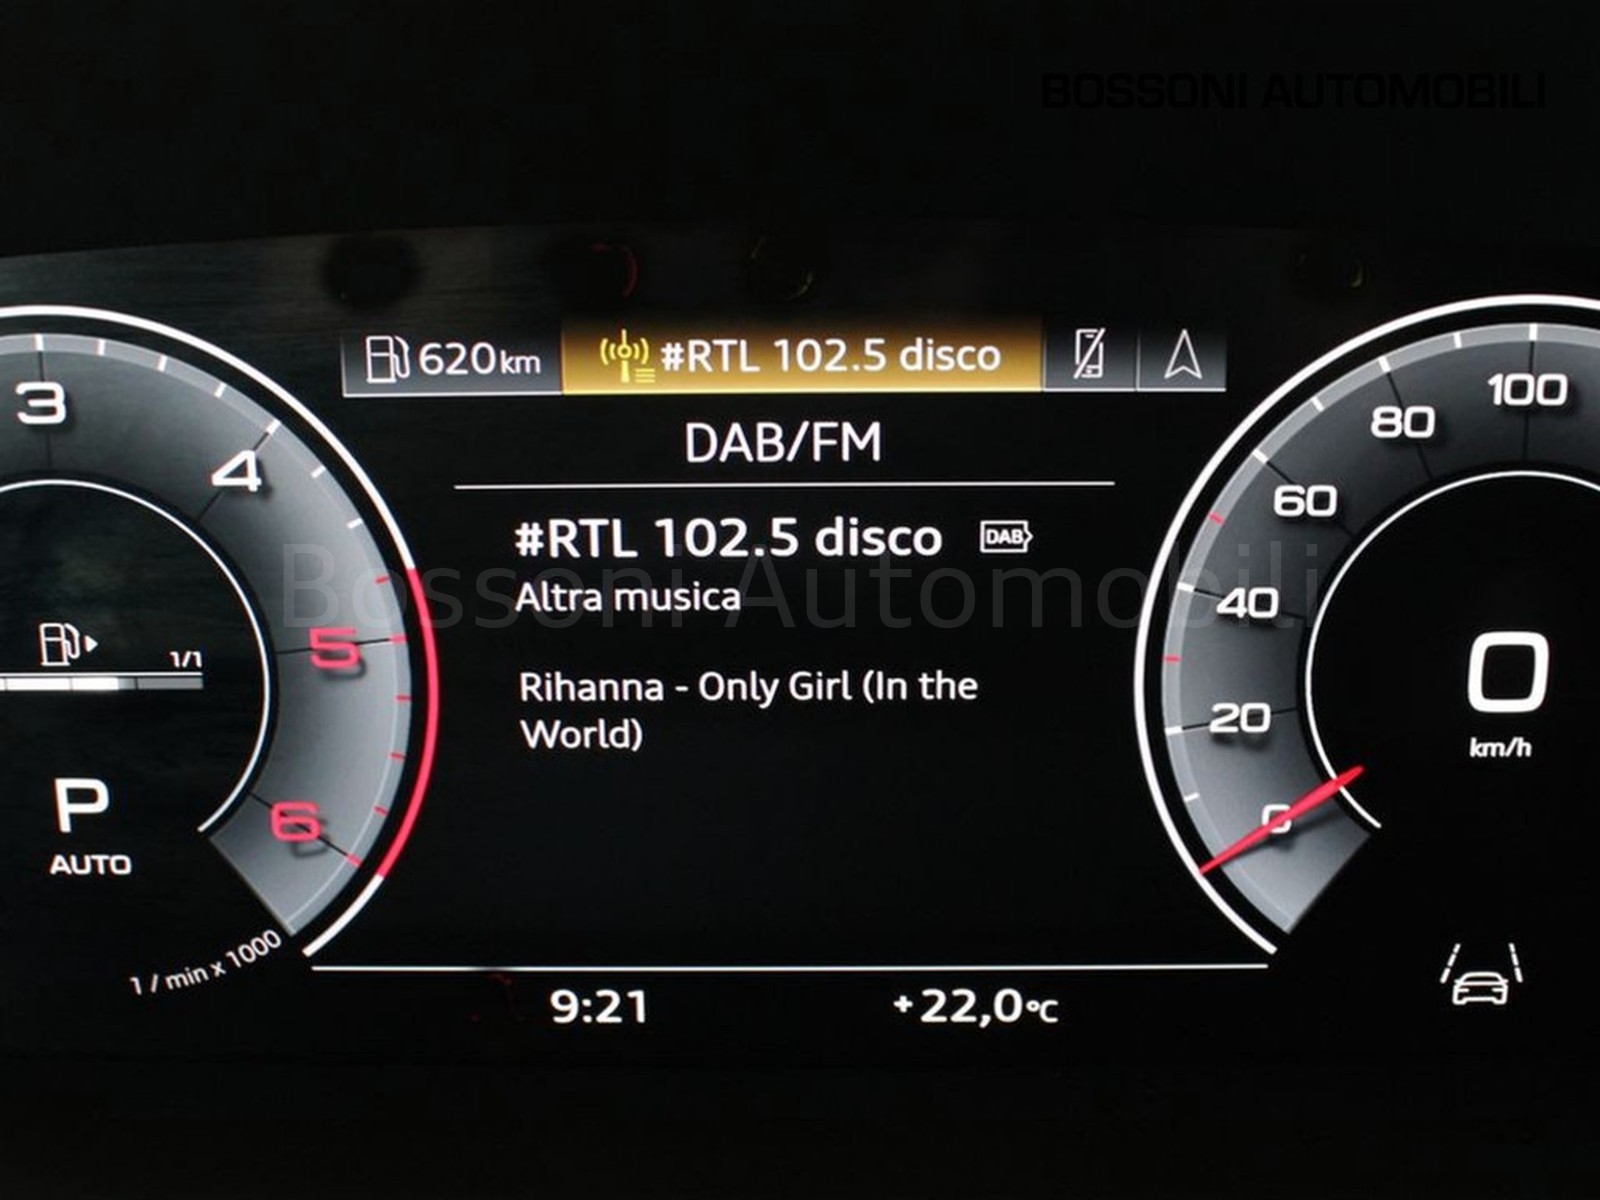 BOSSONI AUTOMOBILI
620 km
#RTL 102.5 disco
DAB/FM
#RTL 102.5 disco DAB
Altra musica
Rihanna - Only Girl (In the
World)
Bossoni Automobili
3
4
5
6
1/1
P
AUTO
1 / min x 1000
100
80
60
40
20
0
0
km/h
9:21
+22,0°C